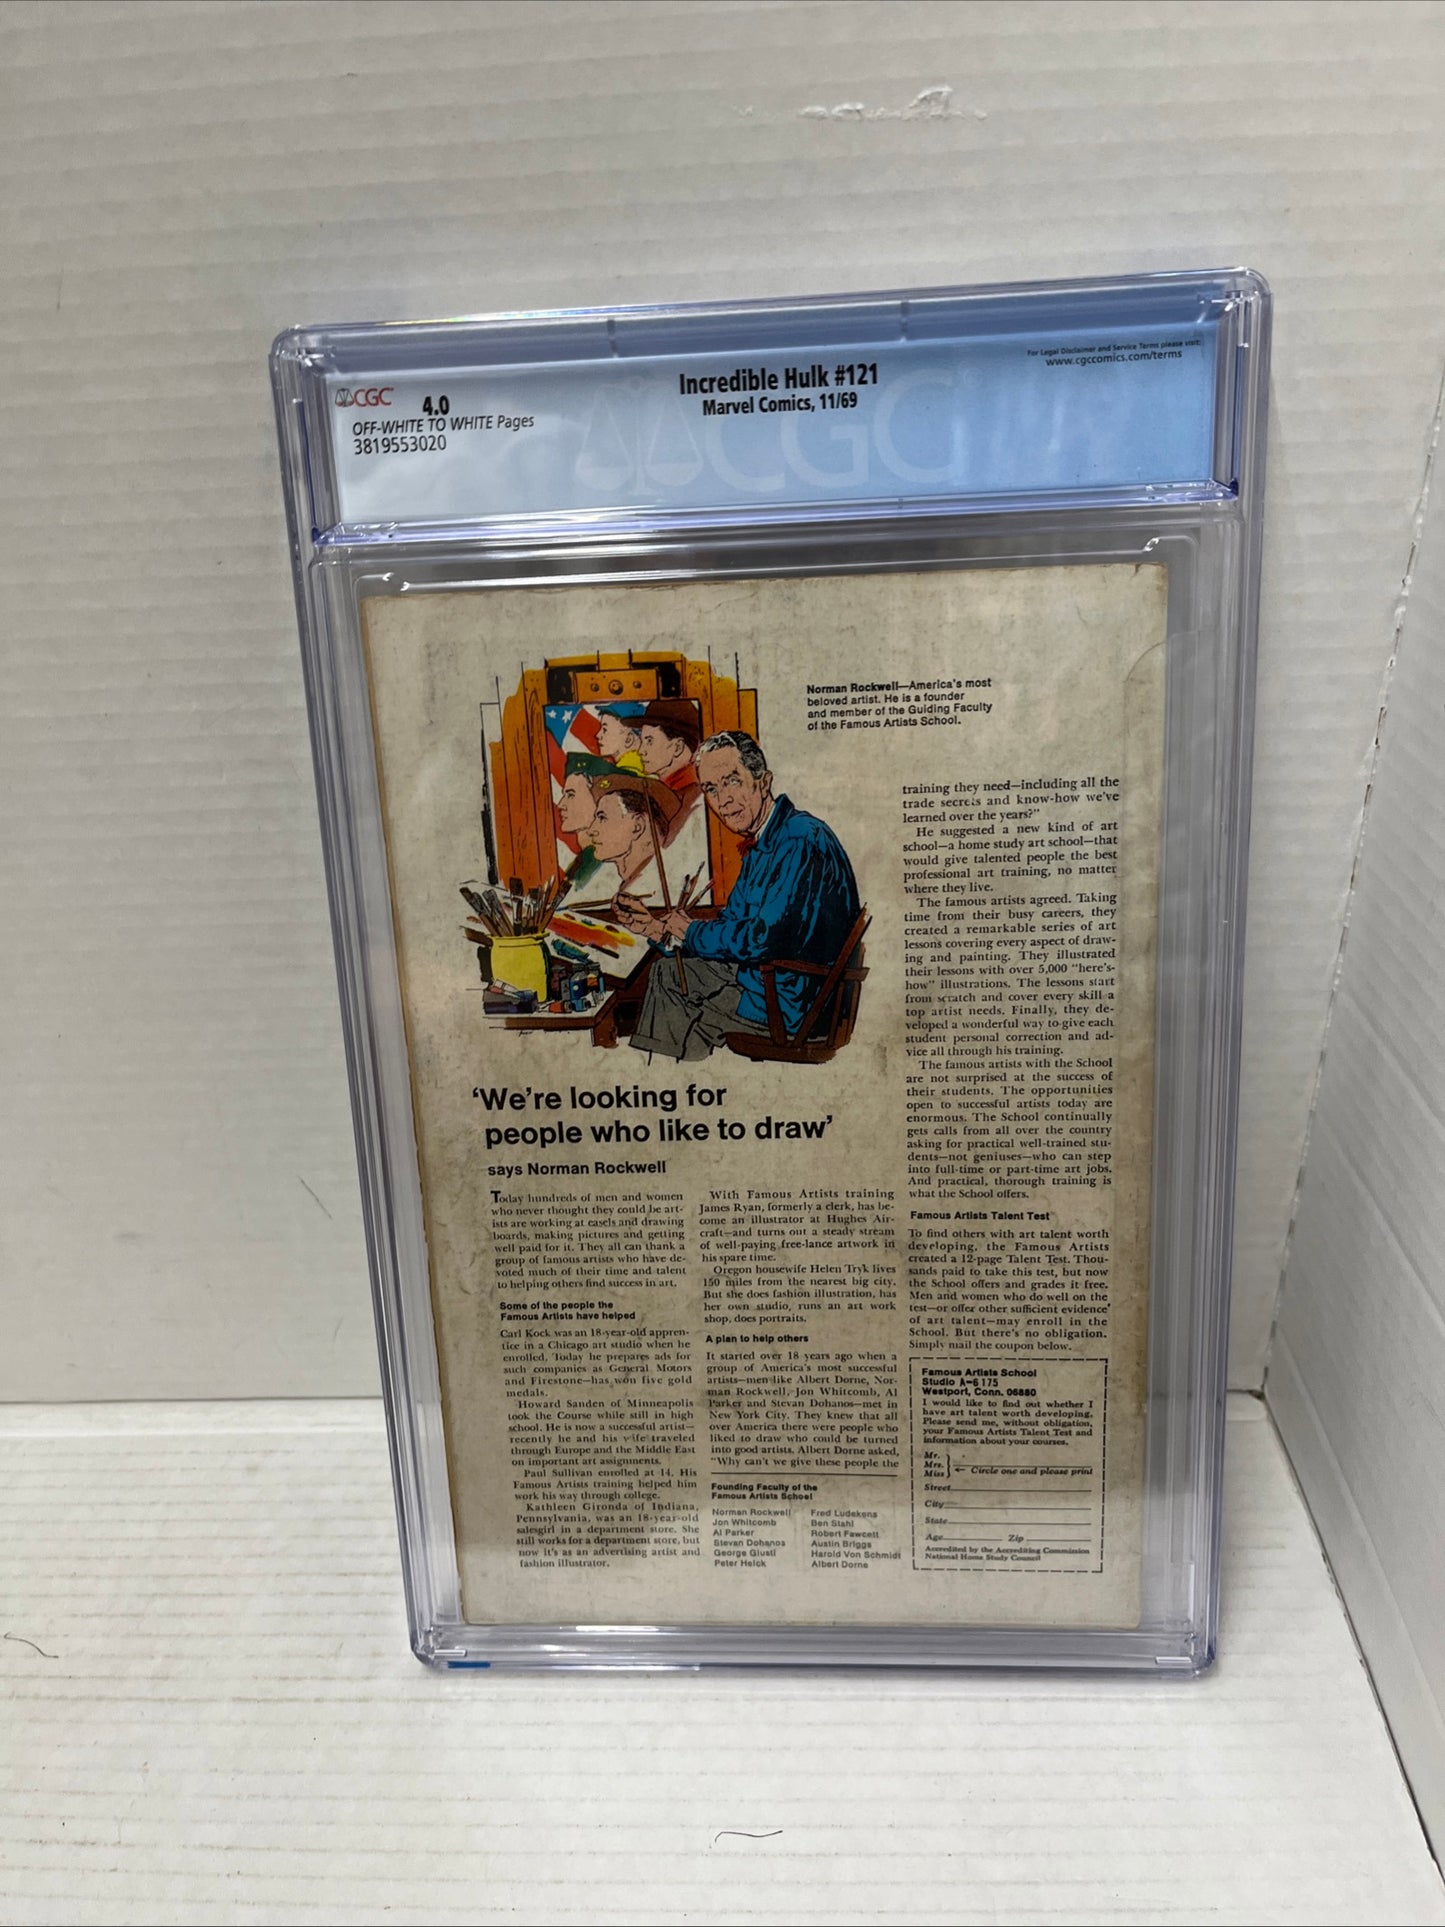 CGC
4.0
OFF-WHITE TO WHITE Pages
3819553020
Incredible Hulk #121
Marvel Comics, 11/69
For Legal Disclaimer and Service Terms please visit:
www.cgccomics.com/terms
CGC
Norman Rockwell—America's most
beloved artist. He is a founder
and member of the Guiding Faculty
of the Famous Artists School.
'We're looking for
people who like to draw'
says Norman Rockwell
Today hundreds of men and women
who never thought they could be art-
ists are working at easels and drawing
boards, making pictures and getting
well paid for it. They all can thank a
group of famous artists who have de-
voted much of their time and talent
to helping others find success in art.
Some of the people the
Famous Artists have helped
Carl Kock was an 18-year-old appren-
tice in a Chicago art studio when he
enrolled. Today he prepares ads for
such companies as General Motors
and Firestone—has won five gold
medals.
Howard Sanden of Minneapolis
took the Course while still in high
school. He is now a successful artist—
recently he and his wife traveled
through Europe and the Middle East
on important art assignments.
Paul Sullivan enrolled at 14. His
Famous Artists training helped him
work his way through college.
Kathleen Gironda of Indiana,
Pennsylvania, was an 18-year-old
salesgirl in a department store. She
still works for a department store, but
now it's as an advertising artist and
fashion illustrator.
With Famous Artists training
James Ryan, formerly a clerk, has be-
come an illustrator at Hughes Air-
craft—and turns out a steady stream
of well-paying free-lance artwork in
his spare time.
Oregon housewife Helen Tryk lives
150 miles from the nearest big city.
But she does fashion illustration, has
her own studio, runs an art work
shop, does portraits.
A plan to help others
It started over 18 years ago when a
group of America's most successful
artists—men like Albert Dorne, Nor-
man Rockwell, Jon Whitcomb, Al
Parker and Stevan Dohanos—met in
New York City. They knew that all
over America there were people who
liked to draw who could be turned
into good artists. Albert Dorne asked,
"Why can't we give these people the
Founding Faculty of the
Famous Artists School
Norman Rockwell
Jon Whitcomb
Al Parker
Stevan Dohanos
George Giusti
Peter Helck
Fred Ludekens
Ben Stahl
Robert Fawcett
Austin Briggs
Harold Von Schmidt
Albert Dorne
training they need—including all the
trade secrets and know-how we've
learned over the years?"
He suggested a new kind of art
school—a home study art school—that
would give talented people the best
professional art training, no matter
where they live.
The famous artists agreed. Taking
time from their busy careers, they
created a remarkable series of art
lessons covering every aspect of draw-
ing and painting. They illustrated
their lessons with over 5,000 "here's-
how" illustrations. The lessons start
from scratch and cover every skill a
top artist needs. Finally, they de-
veloped a wonderful way to give each
student personal correction and ad-
vice all through his training.
The famous artists with the School
are not surprised at the success of
their students. The opportunities
open to successful artists today are
enormous. The School continually
gets calls from all over the country
asking for practical well-trained stu-
dents—not geniuses—who can step
into full-time or part-time art jobs.
And practical, thorough training is
what the School offers.
Famous Artists Talent Test
To find others with art talent worth
developing, the Famous Artists
created a 12-page Talent Test. Thou-
sands paid to take this test, but now
the School offers and grades it free.
Men and women who do well on the
test—or offer other sufficient evidence
of art talent—may enroll in the
School. But there's no obligation.
Simply mail the coupon below.
Famous Artists School
Studio A-6175
Westport, Conn. 06880
I would like to find out whether I
have art talent worth developing.
Please send me, without obligation,
your Famous Artists Talent Test and
information about your courses.
Mr.
Mrs.
Miss ← Circle one and please print
Street
City
State
Age Zip
Accredited by the Accrediting Commission
National Home Study Council